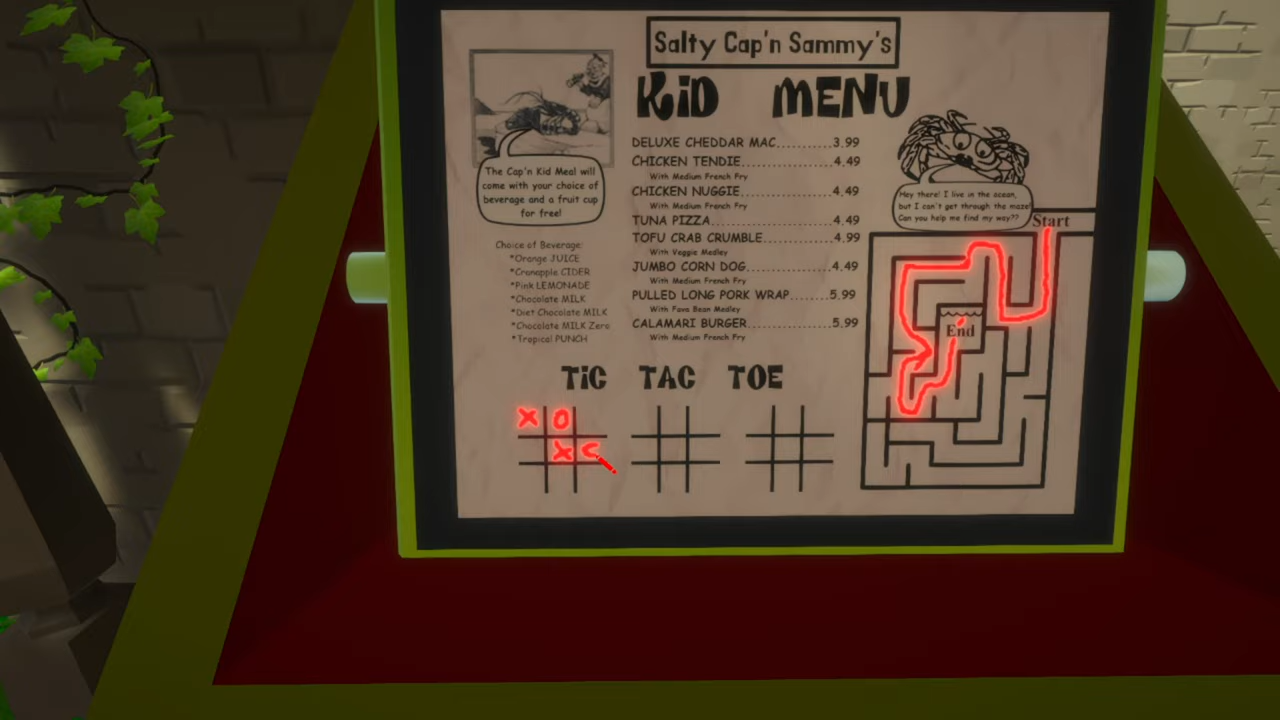 Salty Cap'n Sammy's
KiD MENU
The Cap'n Kid Meal will
come with your choice of
beverage and a fruit cup
for free!
Choice of Beverage:
*Orange JUICE
*Cranapple CIDER
*Pink LEMONADE
*Chocolate MILK
*Diet Chocolate MILK
*Chocolate MILK Zero
*Tropical PUNCH
DELUXE CHEDDAR MAC..........3.99
CHICKEN TENDIE...............4.49
With Medium French Fry
CHICKEN NUGGIE..............4.49
With Medium French Fry
TUNA PIZZA....................4.49
TOFU CRAB CRUMBLE............4.99
With Veggie Medley
JUMBO CORN DOG..............4.49
With Medium French Fry
PULLED LONG PORK WRAP.......5.99
With Fava Bean Medley
CALAMARI BURGER.............5.99
With Medium French Fry
Hey there! I live in the ocean,
but I can't get through the maze!
Can you help me find my way??
Start
End
TiC TAC TOE
X O
X C